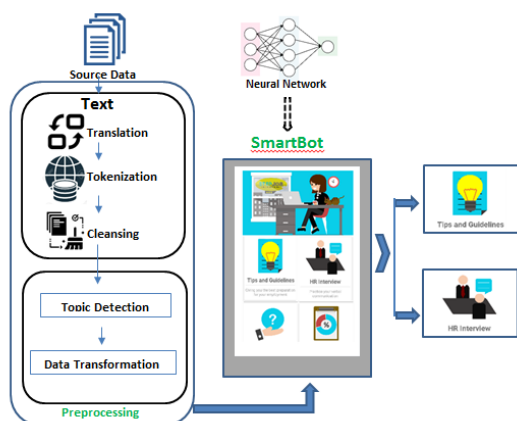 Source Data
Text
Translation
Tokenization
Cleansing
Topic Detection
Data Transformation
Preprocessing
Neural Network
SmartBot
Tips and Guidelines
HR Interview
Tips and Guidelines
HR Interview